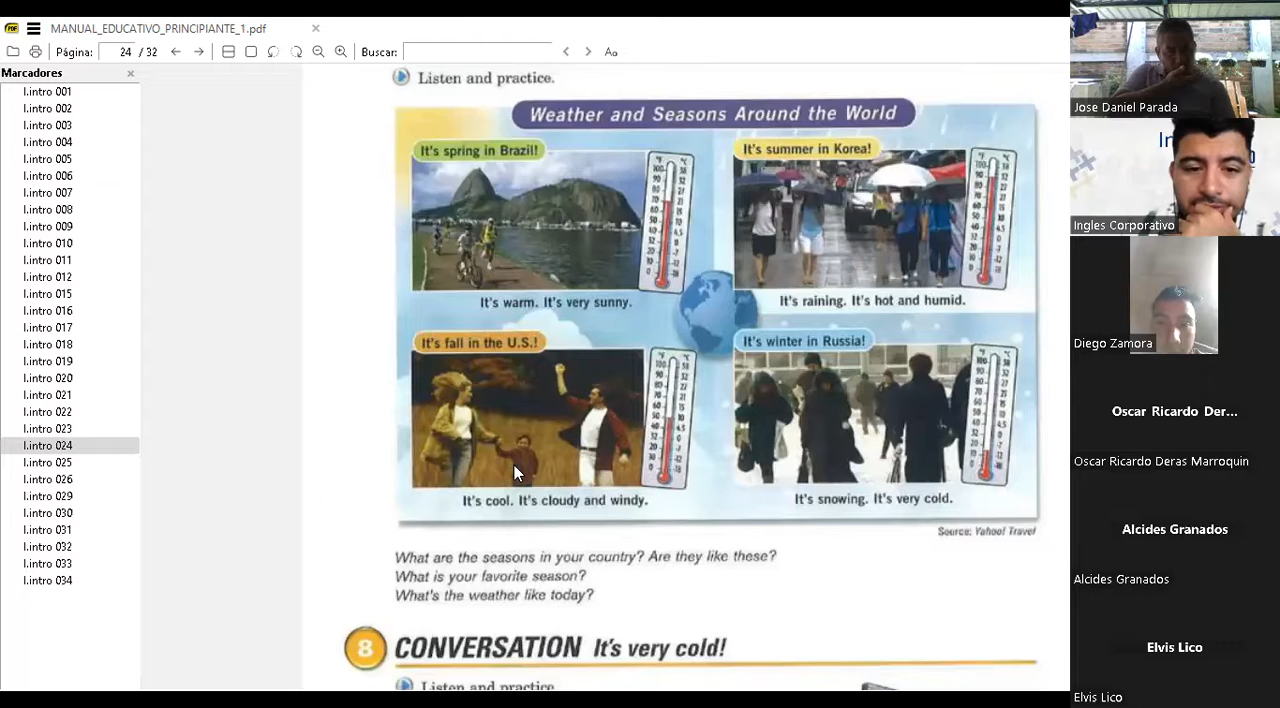 MANUAL_EDUCATIVO_PRINCIPIANTE_1.pdf
Página: 24 / 32
Buscar:
Aa
Marcadores
I.intro 001
I.intro 002
I.intro 003
I.intro 004
I.intro 005
I.intro 006
I.intro 007
I.intro 008
I.intro 009
I.intro 010
I.intro 011
I.intro 012
I.intro 015
I.intro 016
I.intro 017
I.intro 018
I.intro 019
I.intro 020
I.intro 021
I.intro 022
I.intro 023
I.intro 024
I.intro 025
I.intro 026
I.intro 029
I.intro 030
I.intro 031
I.intro 032
I.intro 033
I.intro 034
Listen and practice.
Weather and Seasons Around the World
It's spring in Brazil!
It's summer in Korea!
It's warm. It's very sunny.
It's raining. It's hot and humid.
It's fall in the U.S.!
It's winter in Russia!
It's cool. It's cloudy and windy.
It's snowing. It's very cold.
Source: Yahoo! Travel
What are the seasons in your country? Are they like these?
What is your favorite season?
What's the weather like today?
8 CONVERSATION It's very cold!
Listen and practice
Jose Daniel Parada
Ingles Corporativo
Diego Zamora
Oscar Ricardo Der...
Oscar Ricardo Deras Marroquin
Alcides Granados
Alcides Granados
Elvis Lico
Elvis Lico